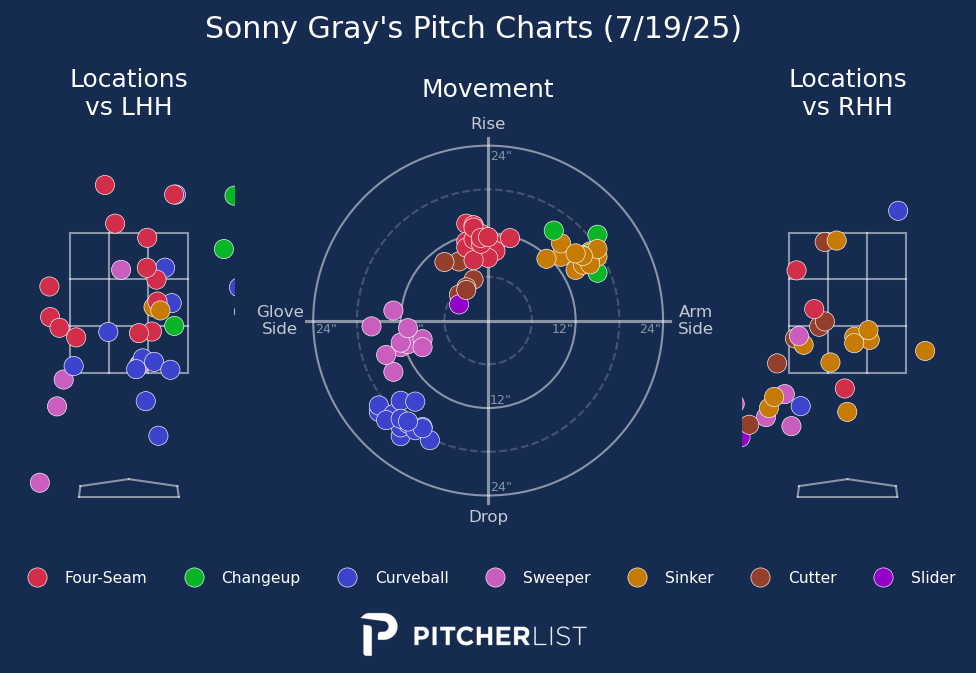 Sonny Gray's Pitch Charts (7/19/25)
Locations
vs LHH
Movement
Locations
vs RHH
Rise
24"
Glove
Side
24"
"
12"
24"
Arm
Side
12"
24"
Drop
Four-Seam Changeup Curveball Sweeper Sinker Cutter Slider
PITCHERLIST